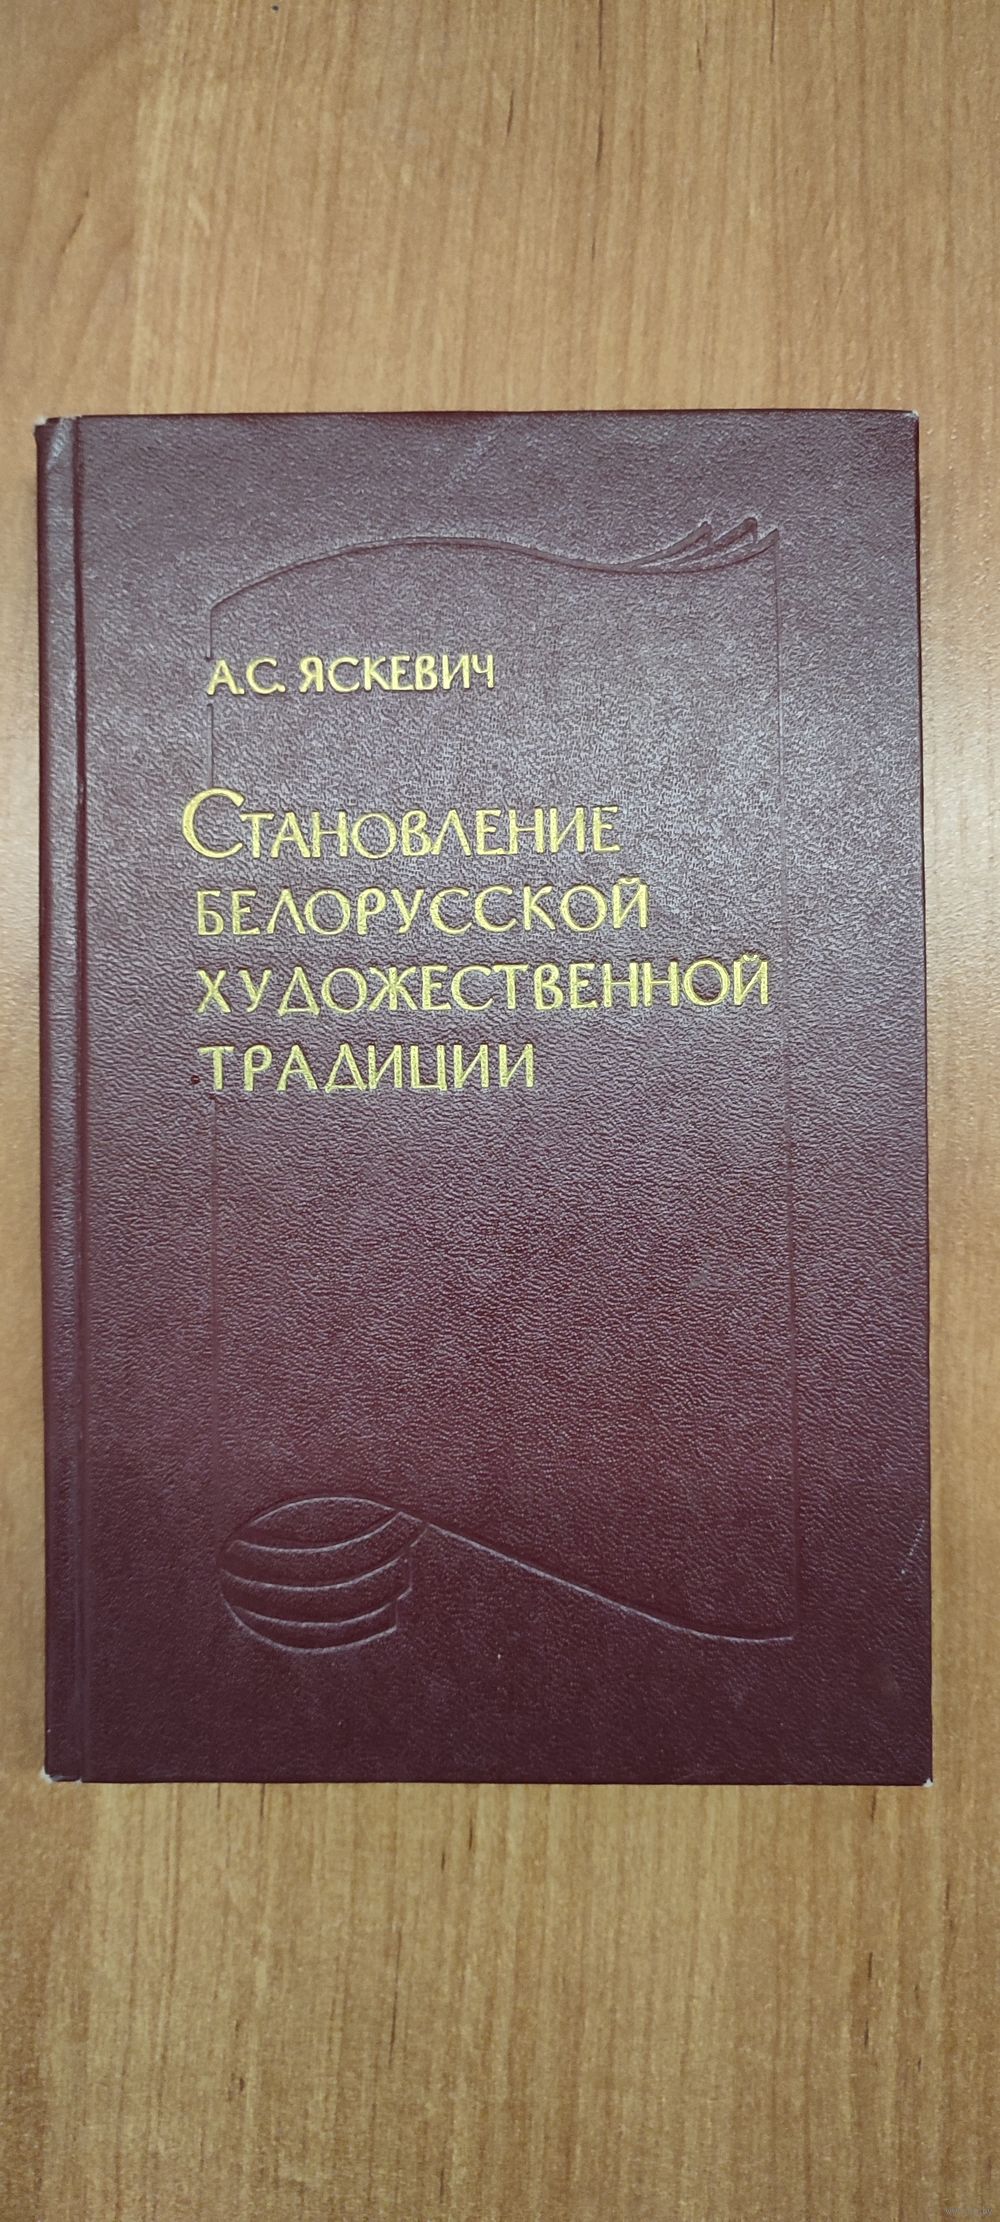 А.С. ЯСКЕВИЧ
СТАНОВЛЕНИЕ
БЕЛОРУССКОЙ
ХУДОЖЕСТВЕННОЙ
ТРАДИЦИИ